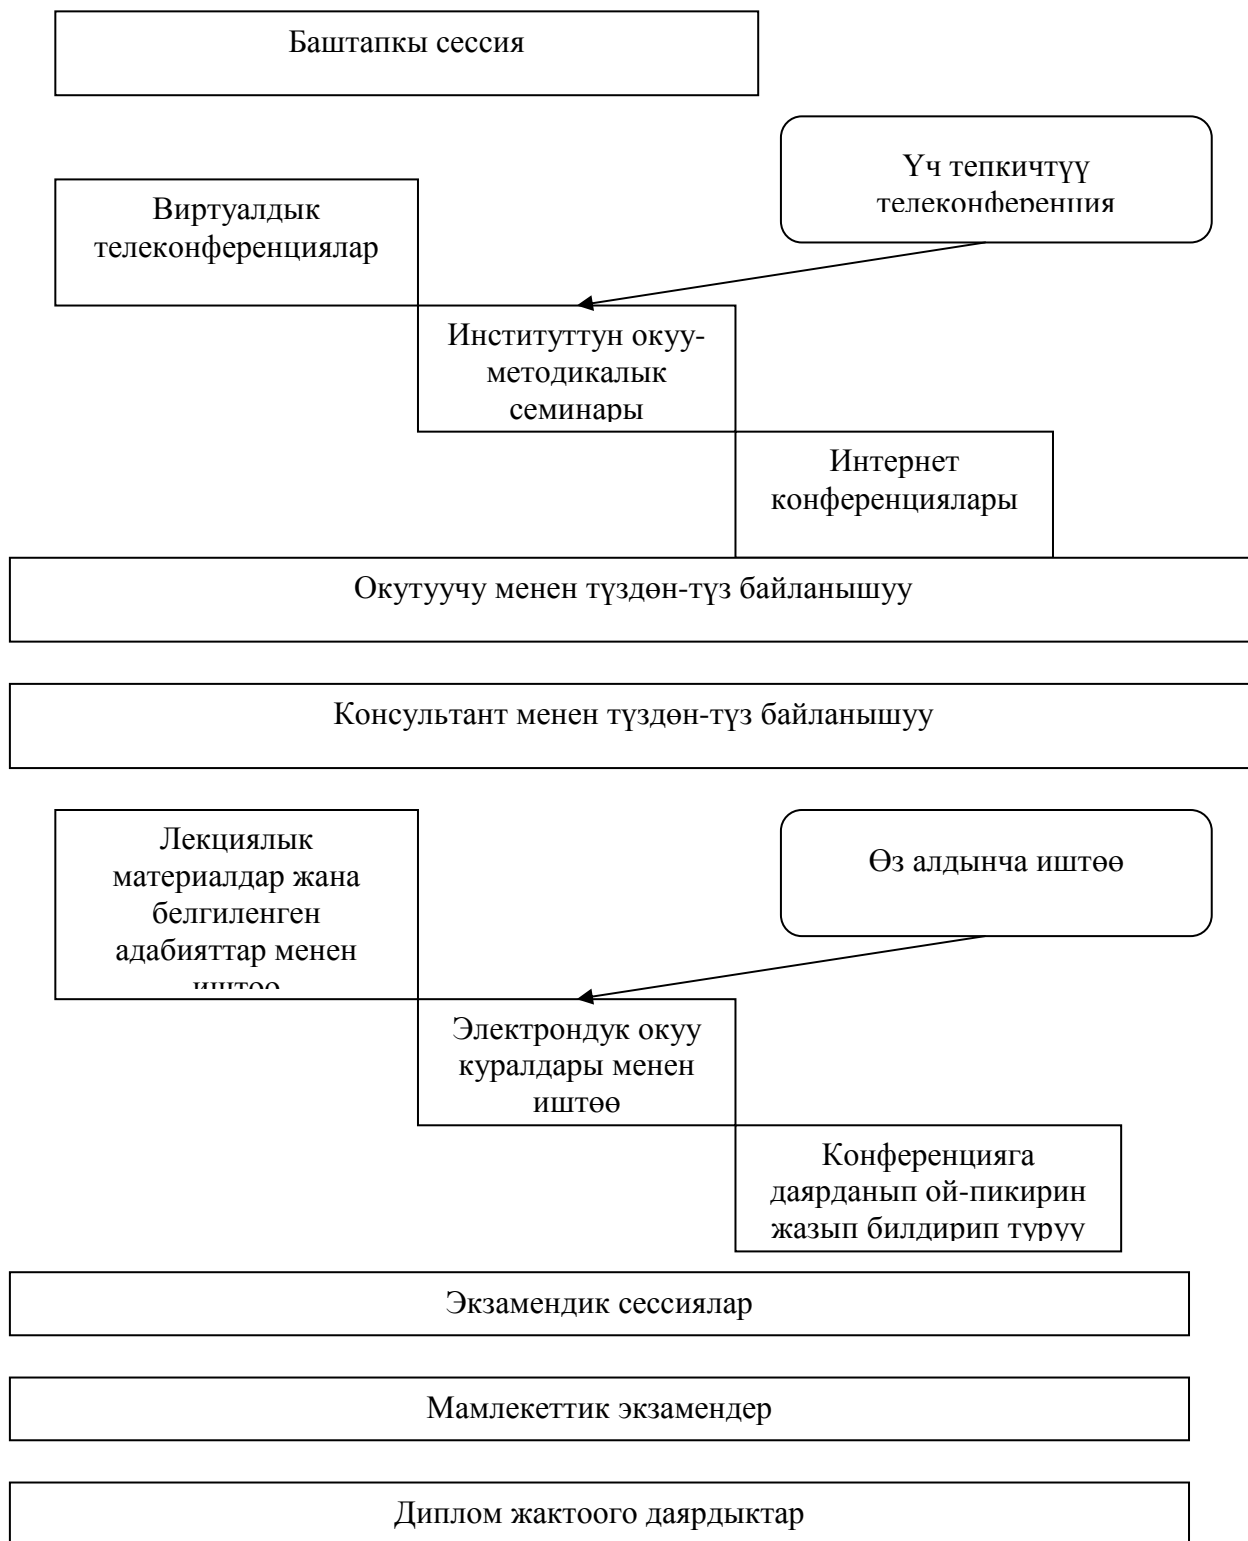 Баштапкы сессия
Үч тепкичтүү
телеконференция
Виртуалдык
телеконференциялар
Институттун окуу-
методикалык
семинары
Интернет
конференциялары
Окутуучу менен түздөн-түз байланышуу
Консультант менен түздөн-түз байланышуу
Лекциялык
материалдар жана
белгиленген
адабияттар менен
иштөө
Өз алдынча иштөө
Электрондук окуу
куралдары менен
иштөө
Конференцияга
даярданып ой-пикирин
жазып билдирип туруу
Экзамендик сессиялар
Мамлекеттик экзамендер
Диплом жактоого даярдыктар